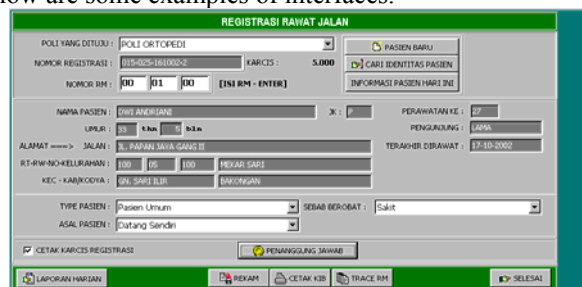 low are some examples of interfaces.
REGISTRASI RAWAT JALAN
POLI YANG DITUJU : POLI ORTOPEDI PASIEN BARU
NOMOR REGISTRASI : 015-025-161002-2 KARCIS : 5.000 CARI IDENTITAS PASIEN
NOMOR RM : 00 01 00 [ISI RM - ENTER] INFORMASI PASIEN HARI INI
NAMA PASIEN : DWI ANDRIANI JK : P PERAWATAN KE : 27
UMUR : 33 thn 5 bln PENGUNJUNG : LAMA
ALAMAT ===> JALAN : JL. PAPAN JAYA GANG II TERAKHIR DIRAWAT : 17-10-2002
RT-RW-NO-KELURAHAN : 100 05 100 MEKAR SARI
KEC - KAB/KODYA : GN. SARI ILIR BAKONGAN
TYPE PASIEN : Pasien Umum SEBAB BEROBAT : Sakit
ASAL PASIEN : Datang Sendiri
CETAK KARCIS REGISTRASI PENANGGUNG JAWAB
LAPORAN HARIAN REKAM CETAK KIB TRACE RM SELESAI